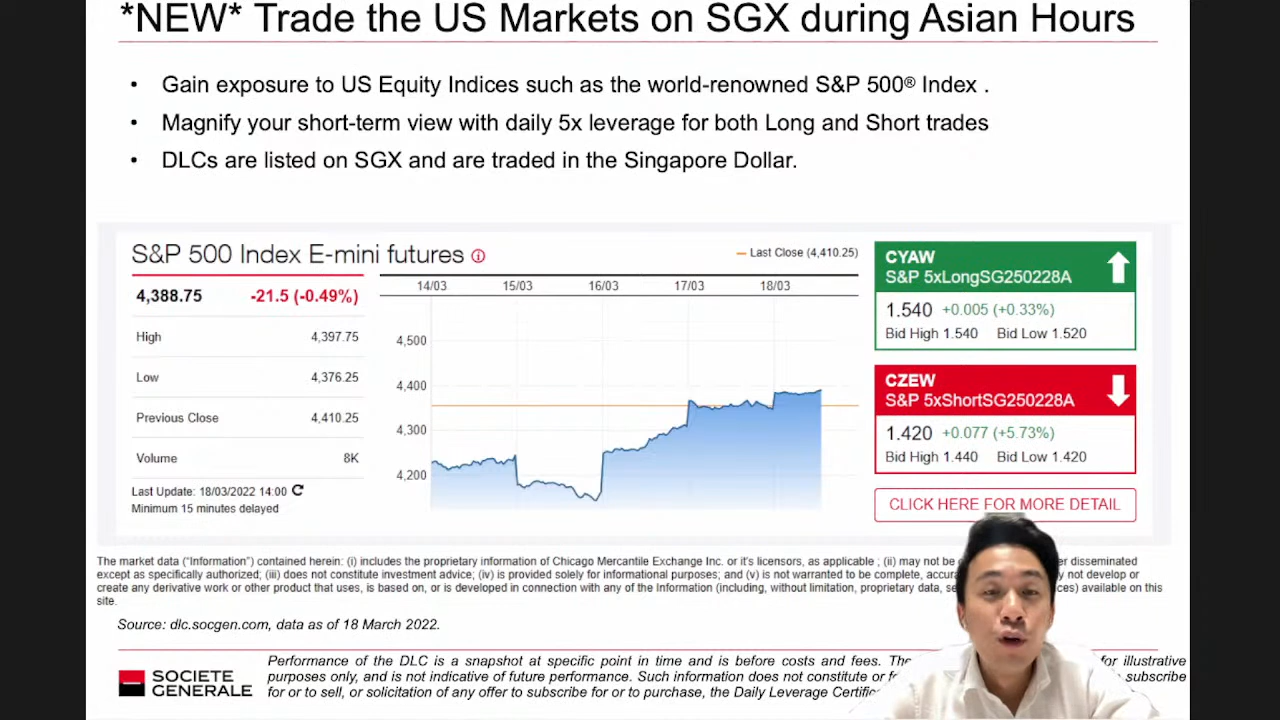 *NEW* Trade the US Markets on SGX during Asian Hours
• Gain exposure to US Equity Indices such as the world-renowned S&P 500® Index .
• Magnify your short-term view with daily 5x leverage for both Long and Short trades
• DLCs are listed on SGX and are traded in the Singapore Dollar.
S&P 500 Index E-mini futures
4,388.75 -21.5 (-0.49%)
High 4,397.75
Low 4,376.25
Previous Close 4,410.25
Volume 8K
Last Update: 18/03/2022 14:00
Minimum 15 minutes delayed
Last Close (4,410.25)
14/03 15/03 16/03 17/03 18/03
4,500
4,400
4,300
4,200
CYAW
S&P 5xLongSG250228A
1.540 +0.005 (+0.33%)
Bid High 1.540 Bid Low 1.520
CZEW
S&P 5xShortSG250228A
1.420 +0.077 (+5.73%)
Bid High 1.440 Bid Low 1.420
CLICK HERE FOR MORE DETAIL
The market data ("Information") contained herein: (i) includes the proprietary information of Chicago Mercantile Exchange Inc. or it's licensors, as applicable ; (ii) may not be disseminated
except as specifically authorized; (iii) does not constitute investment advice; (iv) is provided solely for informational purposes; and (v) is not warranted to be complete, not develop or
create any derivative work or other product that uses, is based on, or is developed in connection with any of the Information (including, without limitation, proprietary data, available on this
site.
Source: dlc.socgen.com, data as of 18 March 2022.
SOCIETE
GENERALE
Performance of the DLC is a snapshot at specific point in time and is before costs and fees. The for illustrative
purposes only, and is not indicative of future performance. Such information does not constitute or subscribe
for or to sell, or solicitation of any offer to subscribe for or to purchase, the Daily Leverage